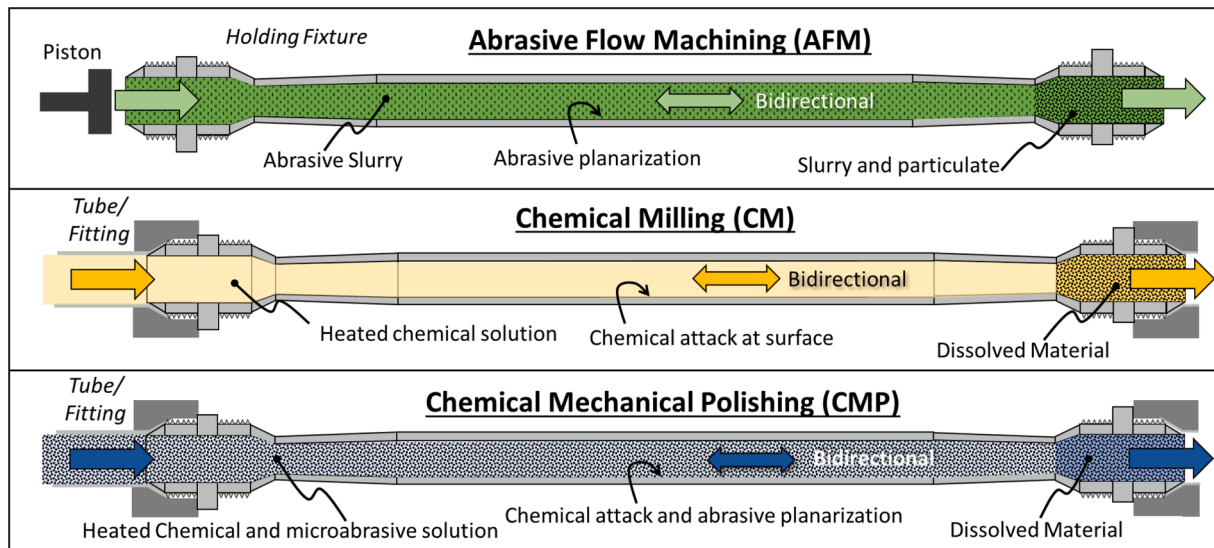 Holding Fixture
Abrasive Flow Machining (AFM)
Piston
Bidirectional
Abrasive Slurry
Abrasive planarization
Slurry and particulate
Tube/
Fitting
Chemical Milling (CM)
Bidirectional
Heated chemical solution
Chemical attack at surface
Dissolved Material
Tube/
Fitting
Chemical Mechanical Polishing (CMP)
Bidirectional
Heated Chemical and microabrasive solution
Chemical attack and abrasive planarization
Dissolved Material